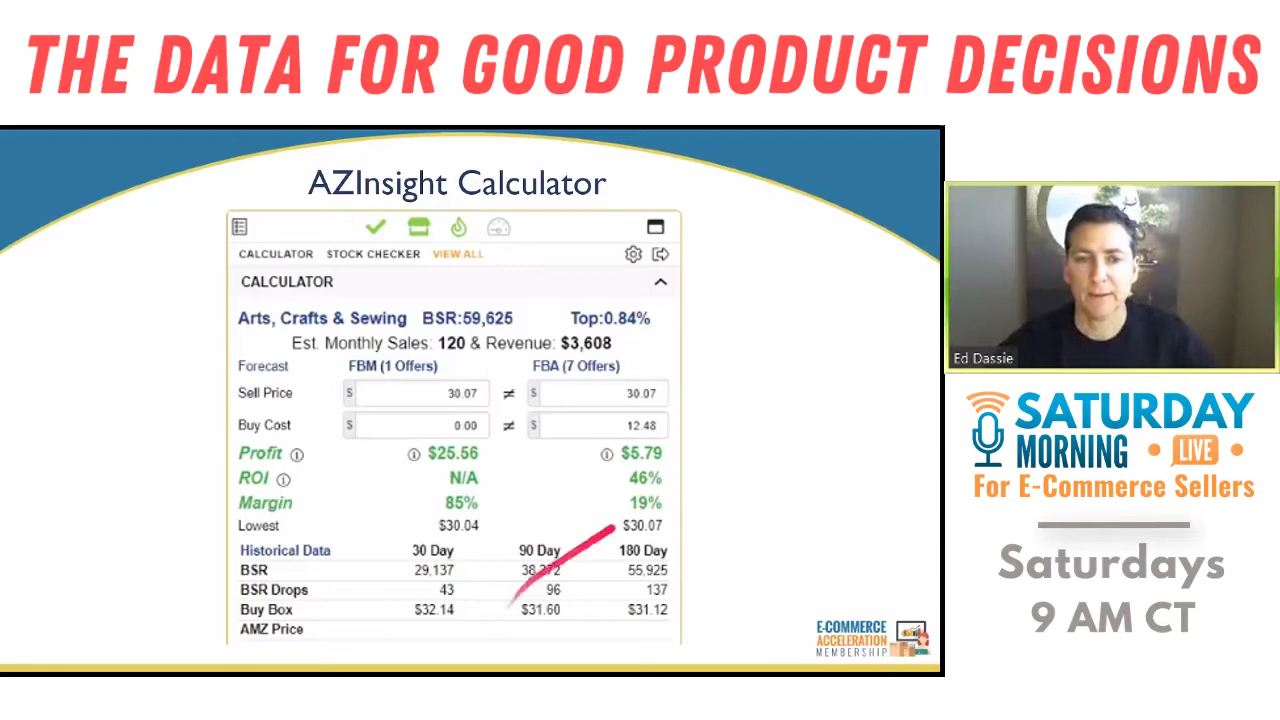 THE DATA FOR GOOD PRODUCT DECISIONS
AZInsight Calculator
CALCULATOR STOCK CHECKER VIEW ALL
CALCULATOR
Arts, Crafts & Sewing BSR:59,625 Top:0.84%
Est. Monthly Sales: 120 & Revenue: $3,608
Forecast FBM (1 Offers) FBA (7 Offers)
Sell Price $ 30.07 ≠ $ 30.07
Buy Cost $ 0.00 ≠ $ 12.48
Profit $25.56 $5.79
ROI N/A 46%
Margin 85% 19%
Lowest $30.04 $30.07
Historical Data 30 Day 90 Day 180 Day
BSR 29,137 55,925
BSR Drops 43 96 137
Buy Box $32.14 $31.60 $31.12
AMZ Price
E-COMMERCE
ACCELERATION
MEMBERSHIP
Ed Dassie
SATURDAY
MORNING • LIVE •
For E-Commerce Sellers
Saturdays
9 AM CT